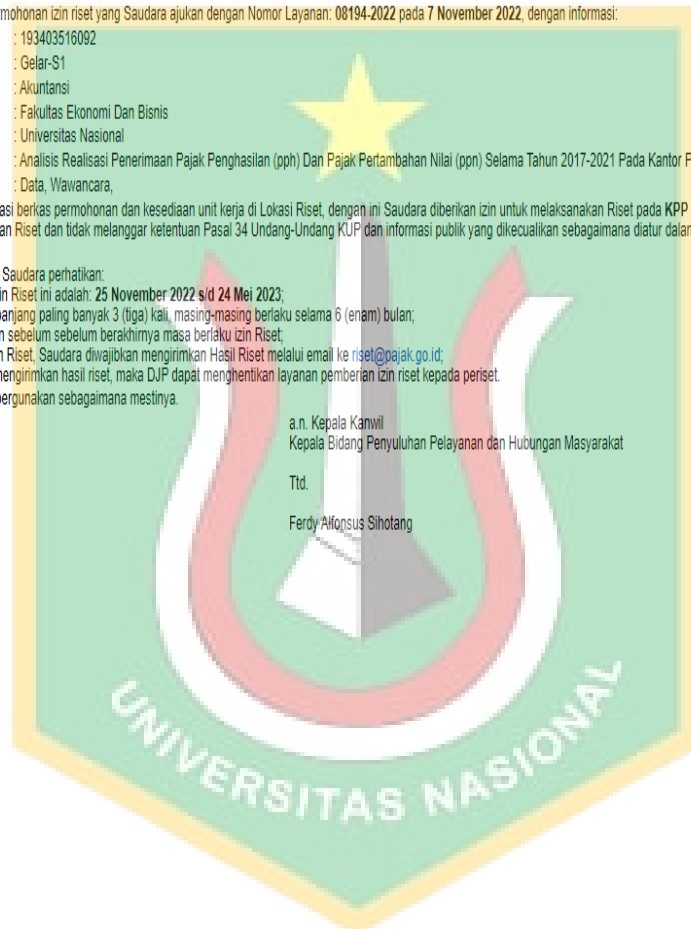 rmohonan izin riset yang Saudara ajukan dengan Nomor Layanan: 08194-2022 pada 7 November 2022, dengan informasi:
: 193403516092
: Gelar-S1
: Akuntansi
: Fakultas Ekonomi Dan Bisnis
: Universitas Nasional
: Analisis Realisasi Penerimaan Pajak Penghasilan (pph) Dan Pajak Pertambahan Nilai (ppn) Selama Tahun 2017-2021 Pada Kantor P
: Data, Wawancara,
asi berkas permohonan dan kesediaan unit kerja di Lokasi Riset, dengan ini Saudara diberikan izin untuk melaksanakan Riset pada KPP
an Riset dan tidak melanggar ketentuan Pasal 34 Undang-Undang KUP dan informasi publik yang dikecualikan sebagaimana diatur dalam
Saudara perhatikan:
in Riset ini adalah: 25 November 2022 s/d 24 Mei 2023;
panjang paling banyak 3 (tiga) kali, masing-masing berlaku selama 6 (enam) bulan;
n sebelum sebelum berakhirnya masa berlaku izin Riset;
n Riset, Saudara diwajibkan mengirimkan Hasil Riset melalui email ke riset@pajak.go.id;
mengirimkan hasil riset, maka DJP dapat menghentikan layanan pemberian izin riset kepada periset.
pergunakan sebagaimana mestinya.
a.n. Kepala Kanwil
Kepala Bidang Penyuluhan Pelayanan dan Hubungan Masyarakat
Ttd.
Ferdy Alfonsus Sihotang
UNIVERSITAS NASIONAL